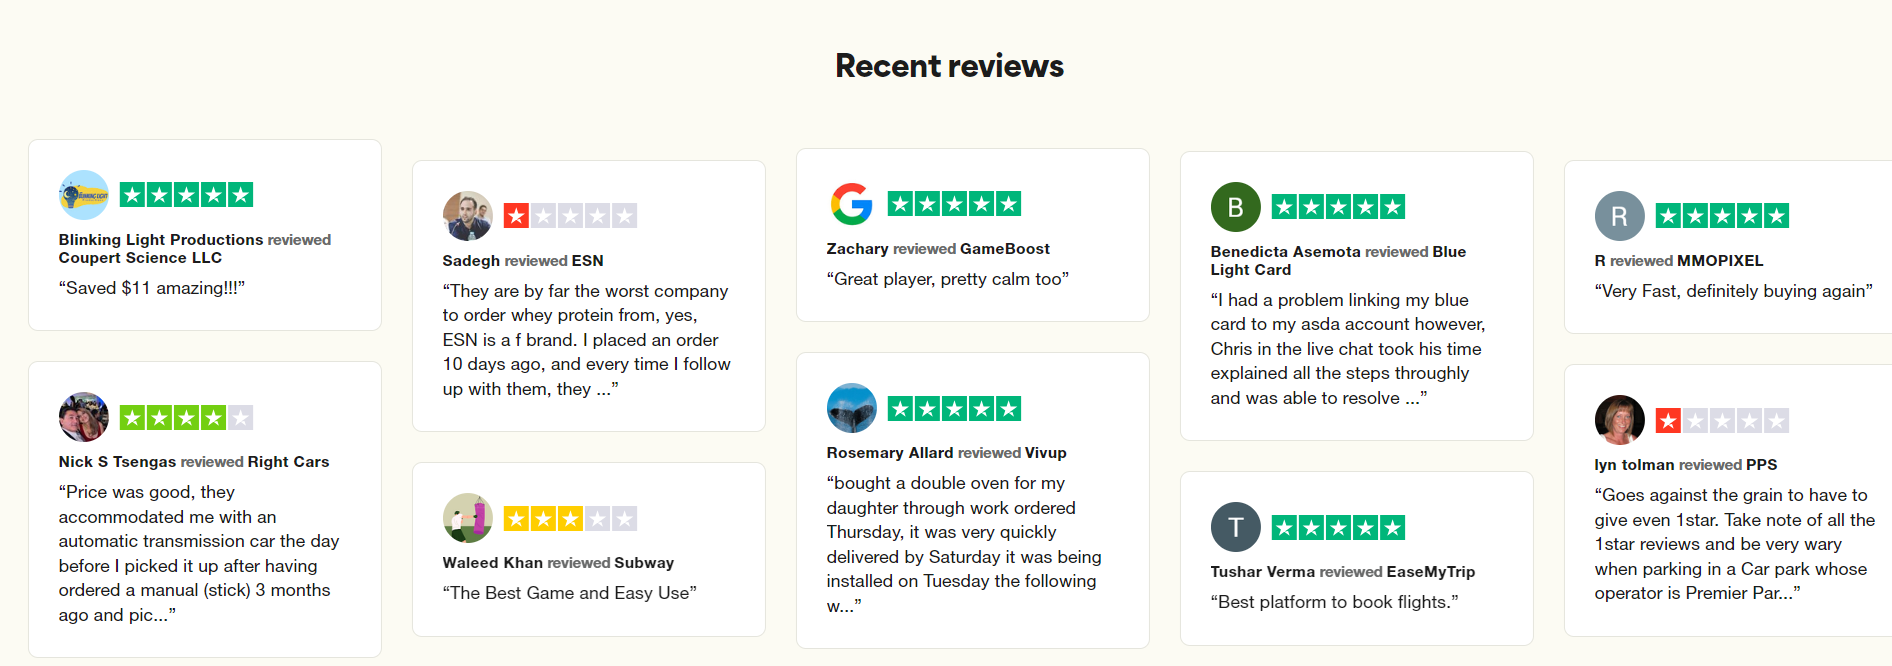 Recent reviews
Blinking Light Productions reviewed
Coupert Science LLC
“Saved $11 amazing!!!”
Nick S Tsengas reviewed Right Cars
“Price was good, they
accommodated me with an
automatic transmission car the day
before I picked it up after having
ordered a manual (stick) 3 months
ago and pic...”
Sadegh reviewed ESN
“They are by far the worst company
to order whey protein from, yes,
ESN is a f brand. I placed an order
10 days ago, and every time I follow
up with them, they ...”
Waleed Khan reviewed Subway
“The Best Game and Easy Use”
G
Zachary reviewed GameBoost
“Great player, pretty calm too”
Rosemary Allard reviewed Vivup
“bought a double oven for my
daughter through work ordered
Thursday, it was very quickly
delivered by Saturday it was being
installed on Tuesday the following
w...”
B
Benedicta Asemota reviewed Blue
Light Card
“I had a problem linking my blue
card to my asda account however,
Chris in the live chat took his time
explained all the steps throughly
and was able to resolve ...”
T
Tushar Verma reviewed EaseMyTrip
“Best platform to book flights.”
R
R reviewed MMOPIXEL
“Very Fast, definitely buying again”
lyn tolman reviewed PPS
“Goes against the grain to have to
give even 1star. Take note of all the
1star reviews and be very wary
when parking in a Car park whose
operator is Premier Par...”